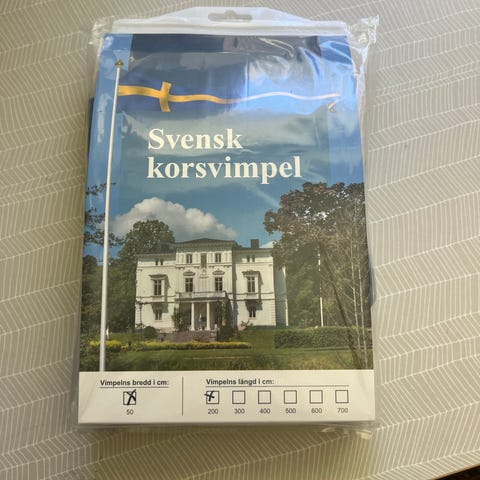 Svensk
korsvimpel
Vimpelns bredd i cm:
50
Vimpelns längd i cm:
200 300 400 500 600 700